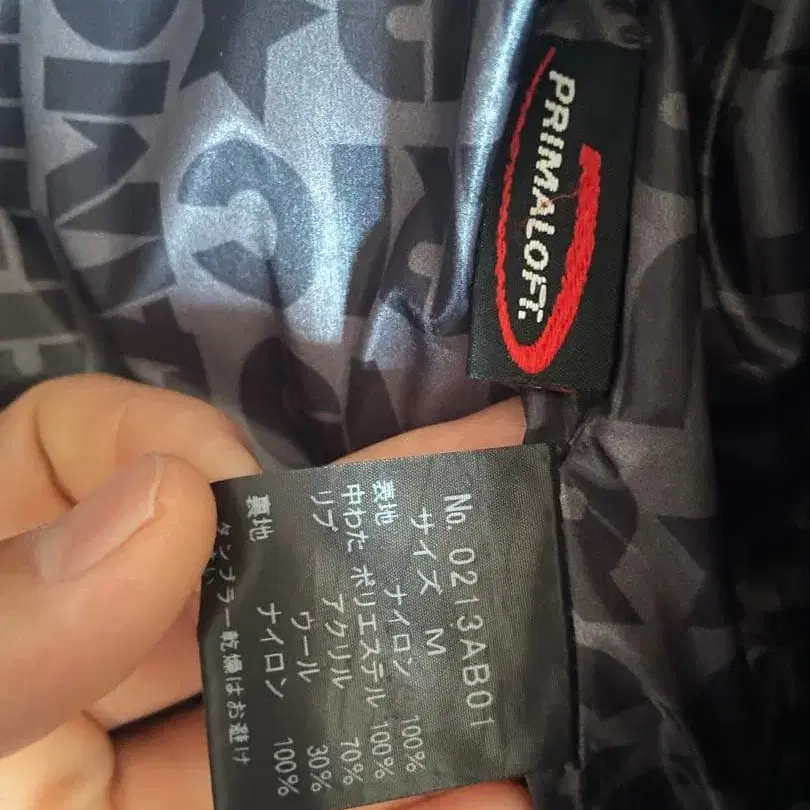 PRIMALOFT
No. 0213AB01
サイズ M
表地 ナイロン 100%
中わた ポリエステル 100%
リブ アクリル 70%
ウール 30%
裏地 ナイロン 100%
タンブラー乾燥はお避け